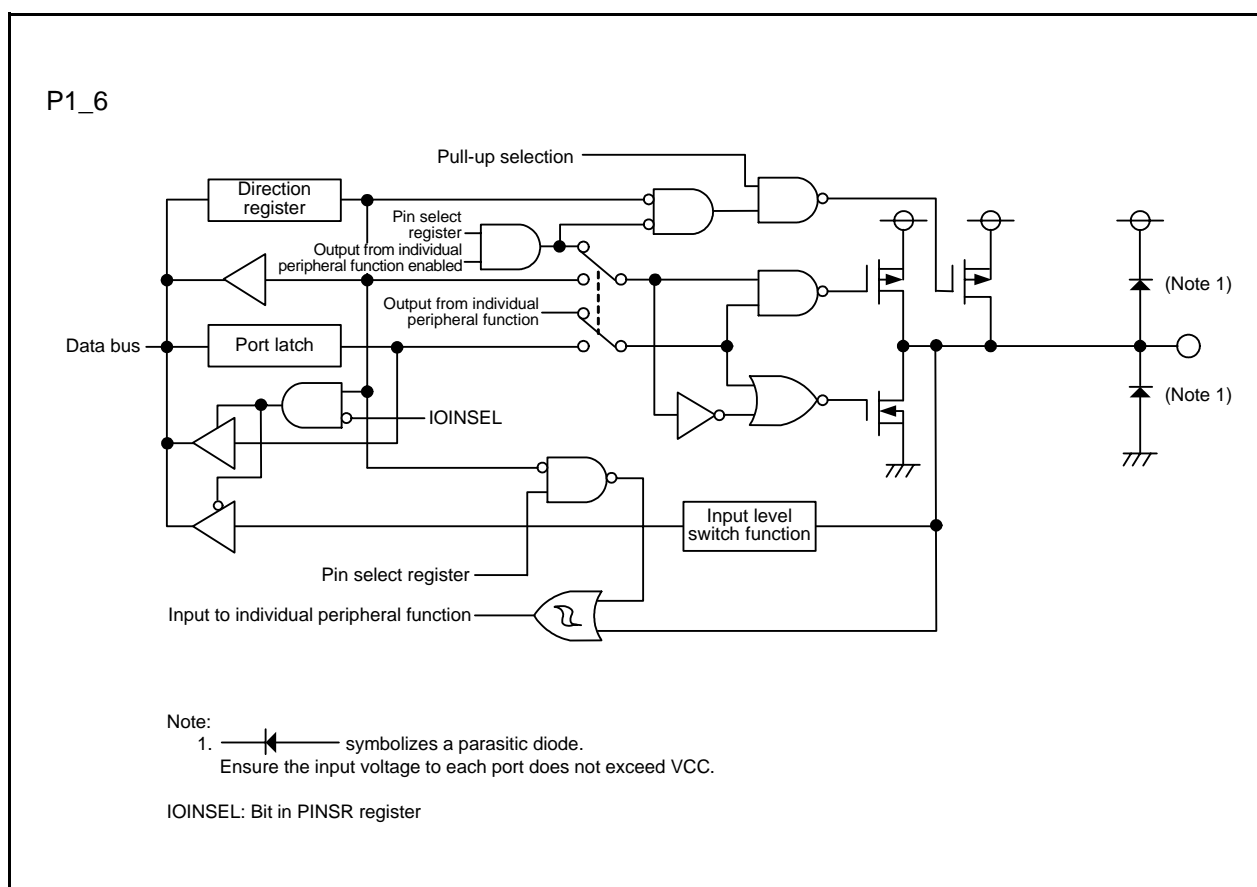 P1_6
Pull-up selection
Direction
register
Pin select
register
Output from individual
peripheral function enabled
Output from individual
peripheral function
(Note 1)
Data bus
Port latch
(Note 1)
IOINSEL
Input level
switch function
Pin select register
Input to individual peripheral function
Note:
1. symbolizes a parasitic diode.
Ensure the input voltage to each port does not exceed VCC.
IOINSEL: Bit in PINSR register